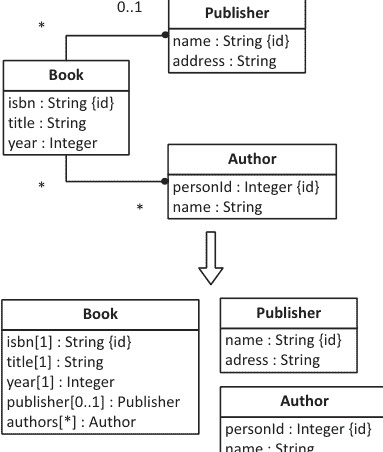 0..1
Publisher
*
name : String {id}
address : String
Book
isbn : String {id}
title : String
year : Integer
Author
*
personId : Integer {id}
*
name : String
Book
isbn[1] : String {id}
title[1] : String
year[1] : Integer
publisher[0..1] : Publisher
authors[*] : Author
Publisher
name : String {id}
adress : String
Author
personId : Integer {id}
name : String